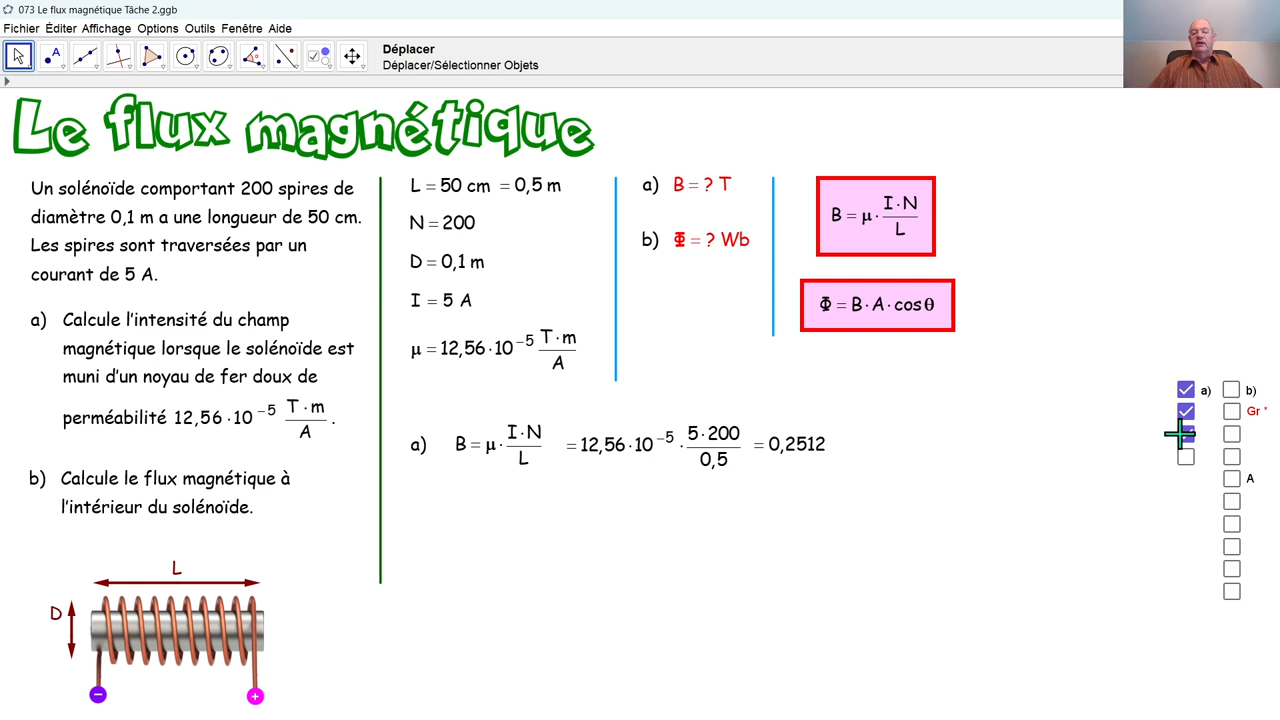 073 Le flux magnétique Tâche 2.ggb
Fichier Éditer Affichage Options Outils Fenêtre Aide
A
Déplacer
Déplacer/Sélectionner Objets
Le flux magnétique
Un solénoïde comportant 200 spires de
diamètre 0,1 m a une longueur de 50 cm.
Les spires sont traversées par un
courant de 5 A.
a) Calcule l'intensité du champ
magnétique lorsque le solénoïde est
muni d'un noyau de fer doux de
perméabilité 12,56 · 10⁻⁵ T · m / A .
b) Calcule le flux magnétique à
l'intérieur du solénoïde.
L
D
−
+
L = 50 cm = 0,5 m
N = 200
D = 0,1 m
I = 5 A
μ = 12,56 · 10⁻⁵ T · m / A
a) B = ? T
b) Φ = ? Wb
B = μ · I · N / L
Φ = B · A · cos θ
a) B = μ · I · N / L = 12,56 · 10⁻⁵ · 5 · 200 / 0,5 = 0,2512
a) b)
Gr *
A